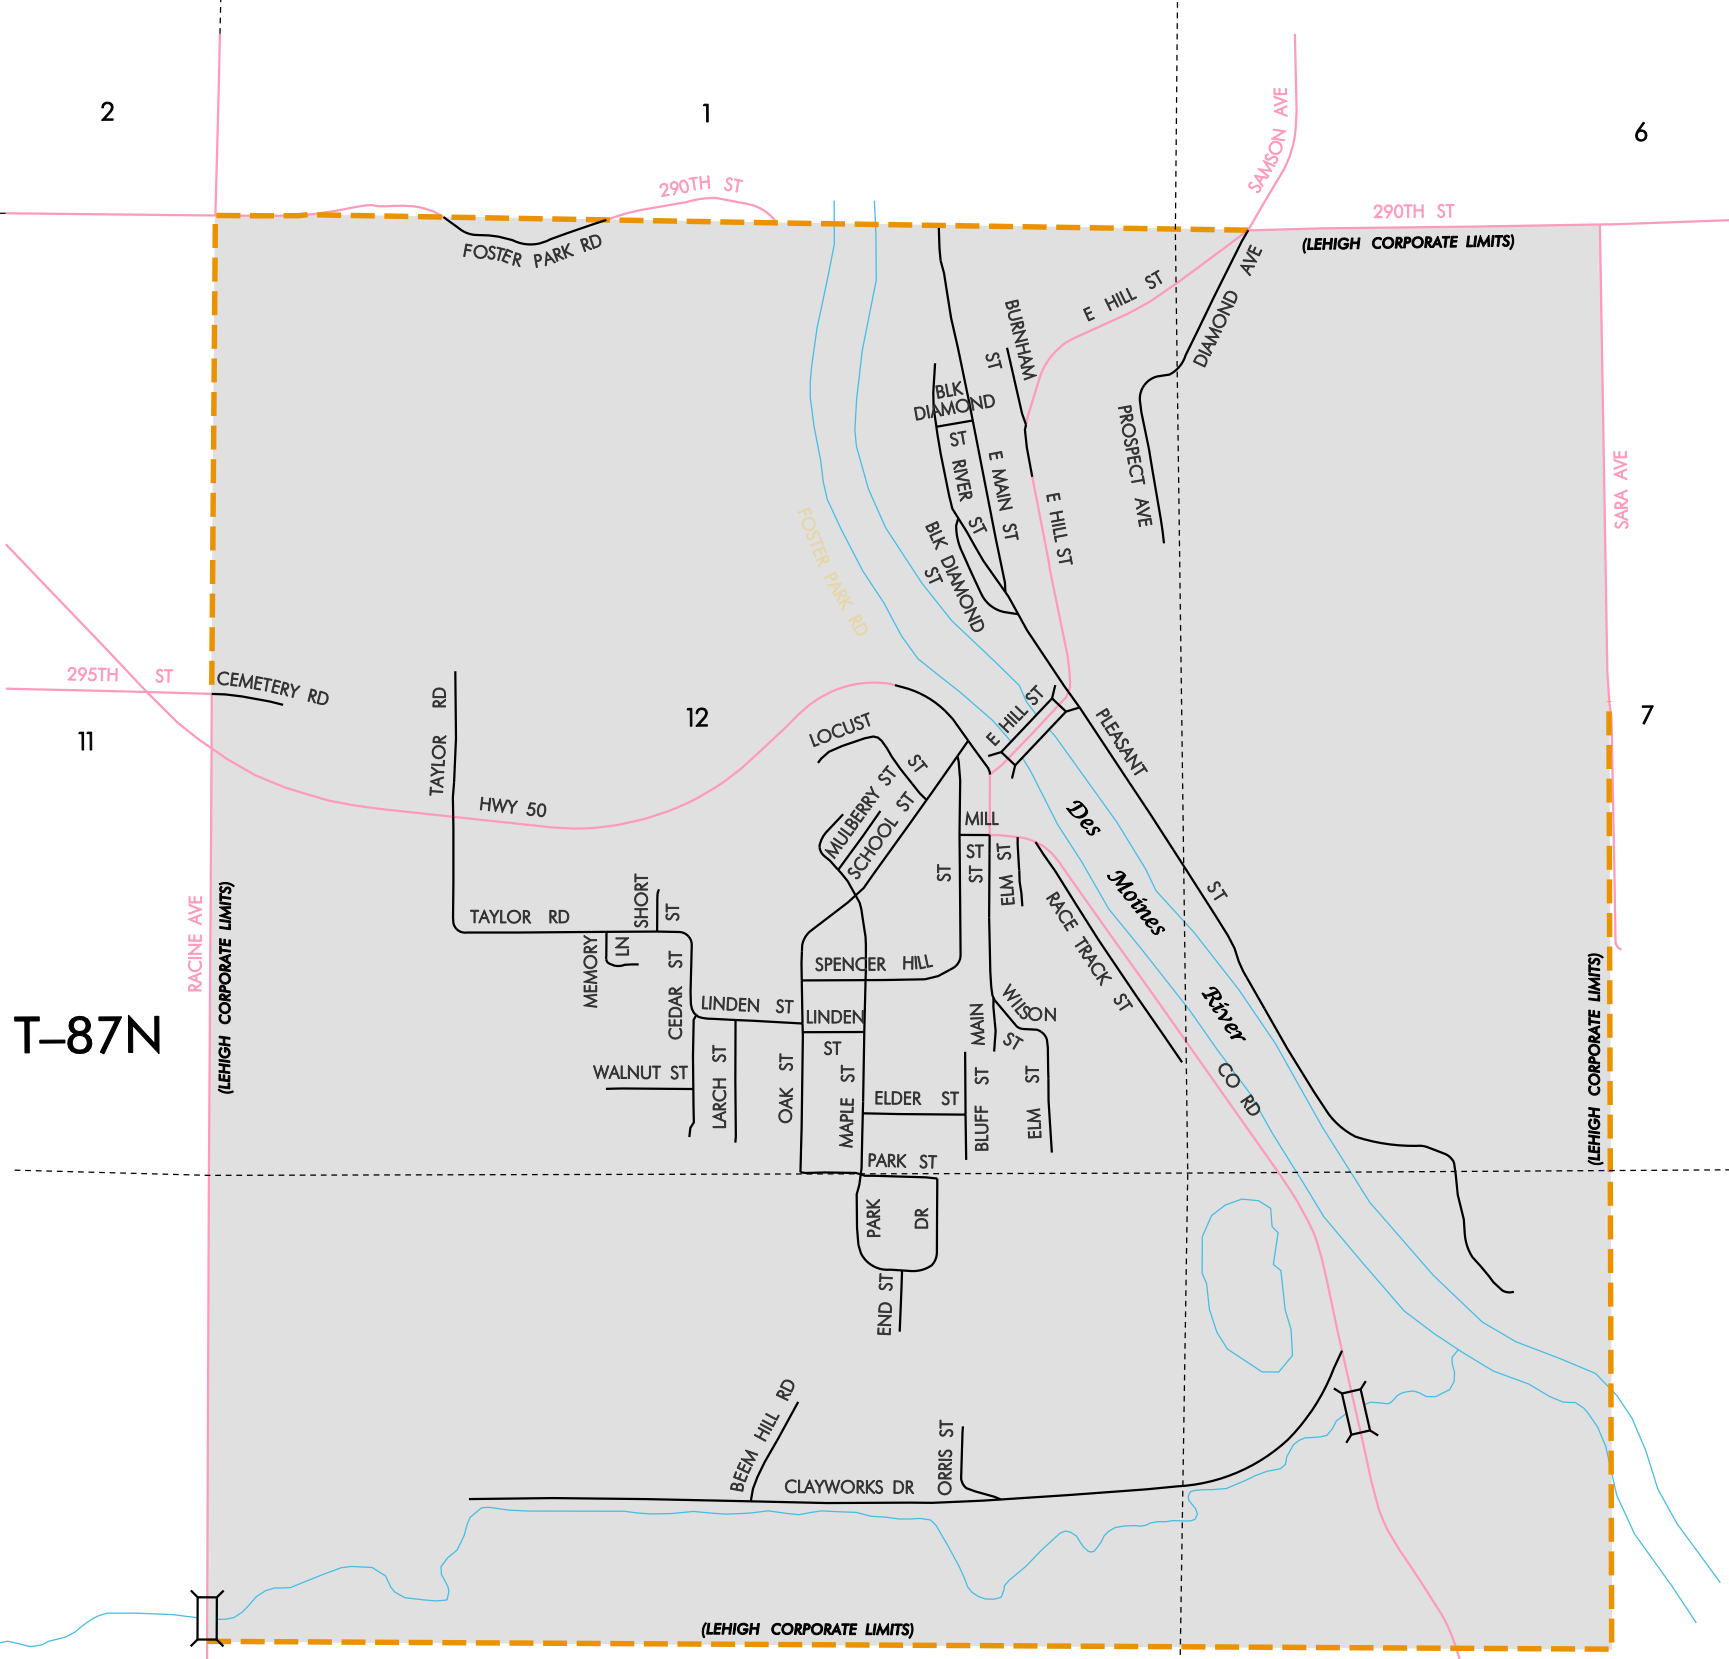 2
1
6
SAMSON AVE
290TH ST
290TH ST
(LEHIGH CORPORATE LIMITS)
FOSTER PARK RD
DIAMOND AVE
E HILL ST
BURNHAM
ST
BLK
DIAMOND
ST
RIVER ST
E MAIN ST
PROSPECT AVE
E HILL ST
SARA AVE
FOSTER PARK RD
BLK DIAMOND
ST
295TH ST
CEMETERY RD
TAYLOR RD
12
11
7
LOCUST
ST
E HILL ST
PLEASANT
ST
HWY 50
MULBERRY ST
SCHOOL ST
MILL
ST
ST
ST
ELM ST
Des
Moines
River
RACE TRACK ST
RACINE AVE
(LEHIGH CORPORATE LIMITS)
TAYLOR RD
SHORT
ST
MEMORY
LN
CEDAR ST
SPENCER HILL
LINDEN ST
LINDEN
ST
MAIN
WILSON
ST
T–87N
(LEHIGH CORPORATE LIMITS)
WALNUT ST
LARCH ST
OAK ST
MAPLE ST
ELDER ST
BLUFF ST
ELM ST
CO RD
PARK ST
PARK
DR
END ST
BEEM HILL RD
CLAYWORKS DR
ORRIS ST
(LEHIGH CORPORATE LIMITS)